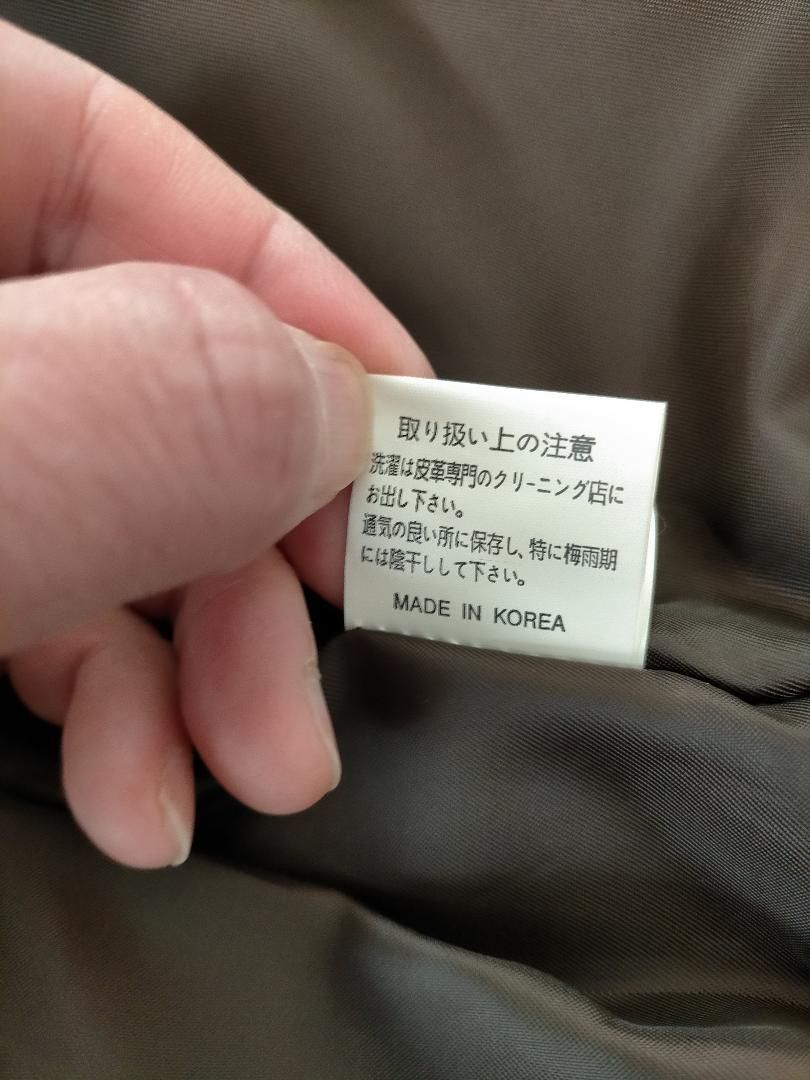 取り扱い上の注意
洗濯は皮革専門のクリーニング店に
お出し下さい。
通気の良い所に保存し、特に梅雨期
には陰干しして下さい。
MADE IN KOREA